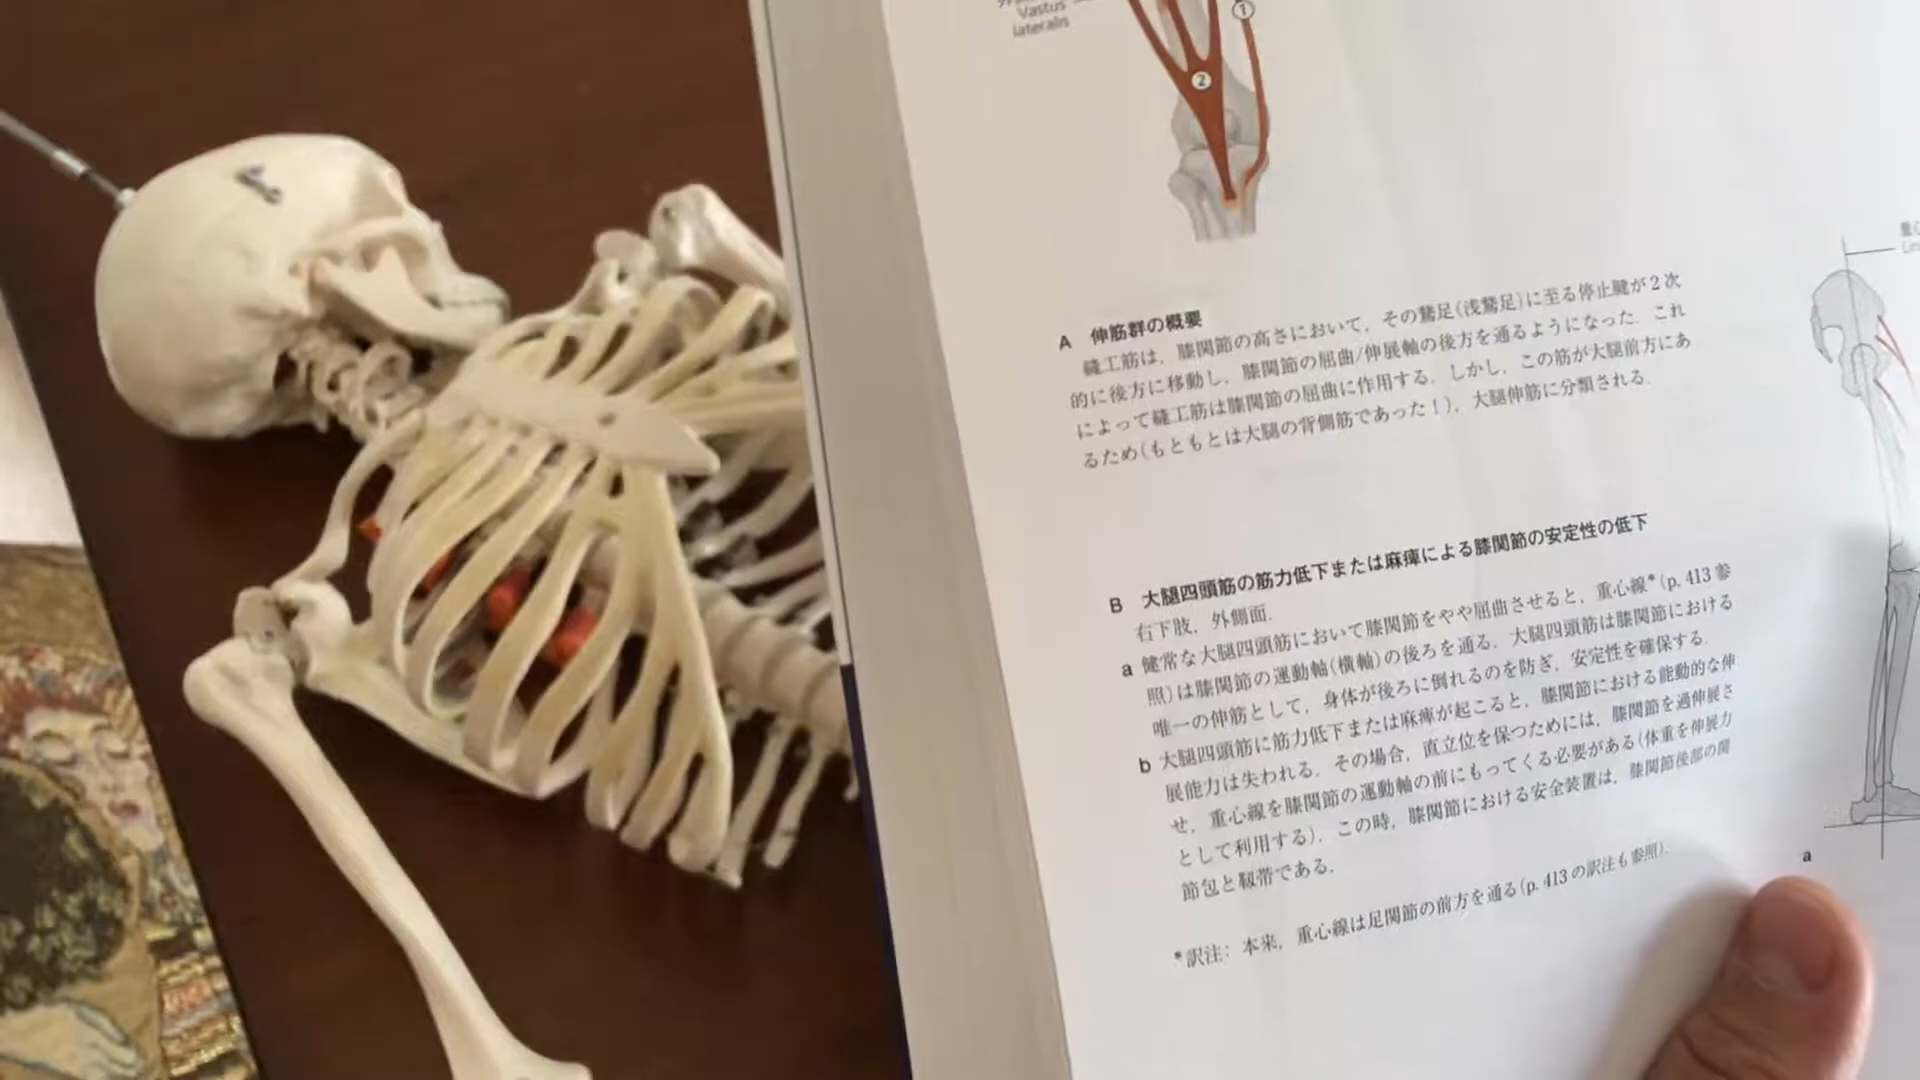 Vastus
lateralis
①
②
A 伸筋群の概要
縫工筋は，膝関節の高さにおいて，その鵞足(浅鵞足)に至る停止腱が2次
的に後方に移動し，膝関節の屈曲/伸展軸の後方を通るようになった．これ
によって縫工筋は膝関節の屈曲に作用する．しかし，この筋が大腿前方にあ
るため(もともとは大腿の背側筋であった！)，大腿伸筋に分類される．
B 大腿四頭筋の筋力低下または麻痺による膝関節の安定性の低下
右下肢，外側面．
a 健常な大腿四頭筋において膝関節をやや屈曲させると，重心線*(p. 413 参
照)は膝関節の運動軸(横軸)の後ろを通る．大腿四頭筋は膝関節における
唯一の伸筋として，身体が後ろに倒れるのを防ぎ，安定性を確保する．
b 大腿四頭筋に筋力低下または麻痺が起こると，膝関節における能動的な伸
展能力は失われる．その場合，直立位を保つためには，膝関節を過伸展さ
せ，重心線を膝関節の運動軸の前にもってくる必要がある(体重を伸展力
として利用する)．この時，膝関節における安全装置は，膝関節後部の関
節包と靱帯である．
*訳注：本来，重心線は足関節の前方を通る(p. 413 の訳注も参照)．
a